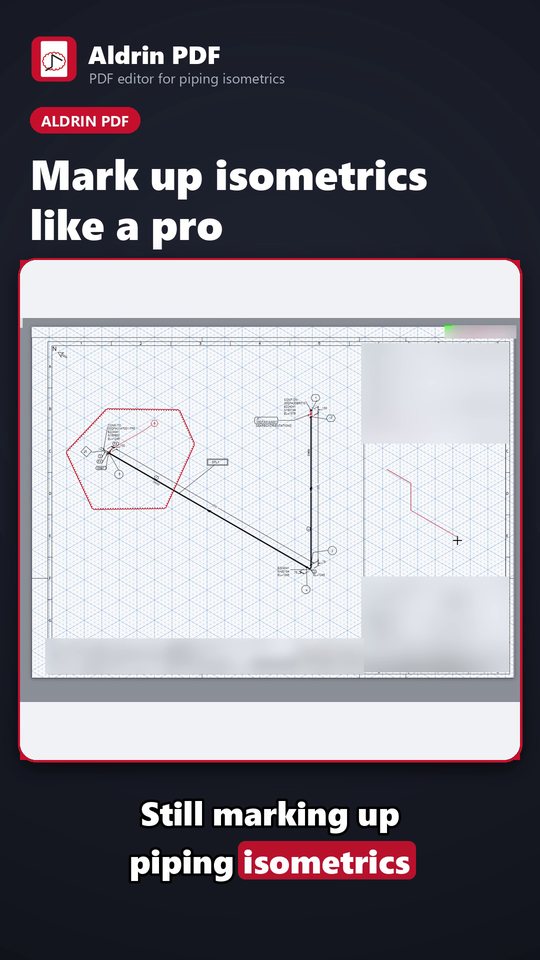 Aldrin PDF
PDF editor for piping isometrics
ALDRIN PDF
Mark up isometrics
like a pro
Still marking up
piping isometrics